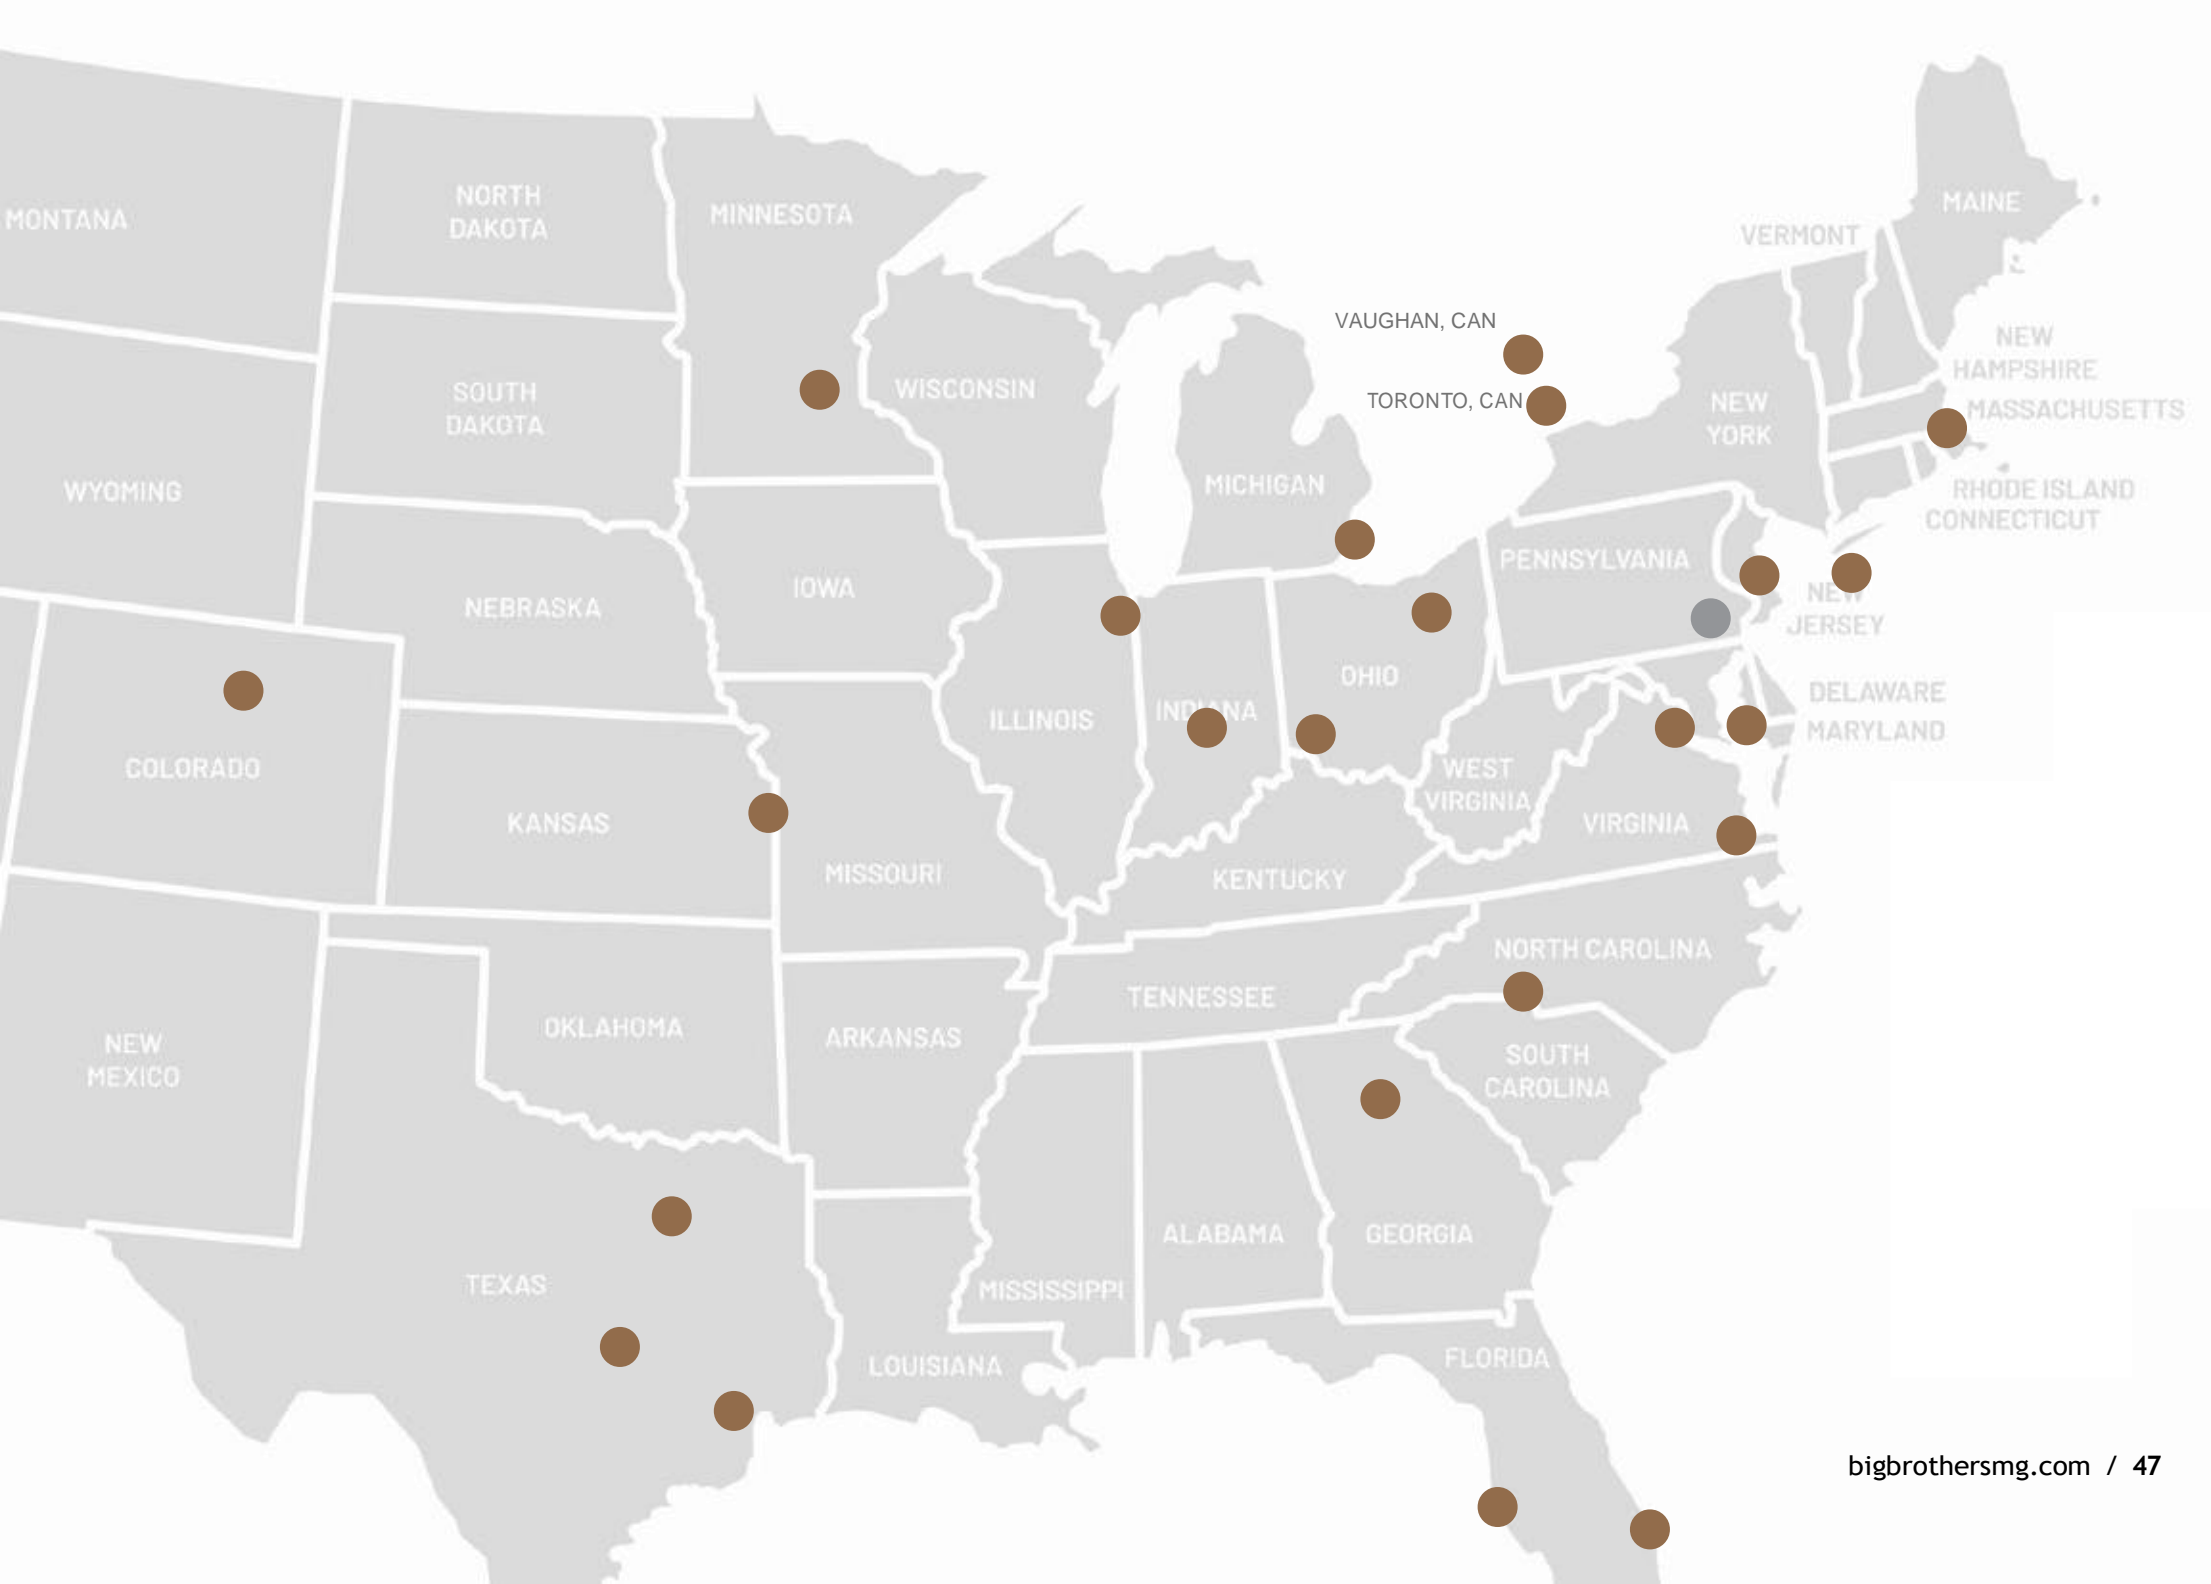 MAINE
NORTH
DAKOTA
MINNESOTA
MONTANA
VERMONT
VAUGHAN, CAN
NEW
HAMPSHIRE
SOUTH
DAKOTA
WISCONSIN
TORONTO, CAN
NEW
YORK
MASSACHUSETTS
WYOMING
MICHIGAN
RHODE ISLAND
CONNECTICUT
PENNSYLVANIA
IOWA
NEBRASKA
NEW
JERSEY
OHIO
DELAWARE
MARYLAND
ILLINOIS
INDIANA
COLORADO
WEST
VIRGINIA
KANSAS
VIRGINIA
MISSOURI
KENTUCKY
NORTH CAROLINA
TENNESSEE
OKLAHOMA
ARKANSAS
NEW
MEXICO
SOUTH
CAROLINA
ALABAMA
GEORGIA
TEXAS
MISSISSIPPI
LOUISIANA
FLORIDA
bigbrothersmg.com / 47